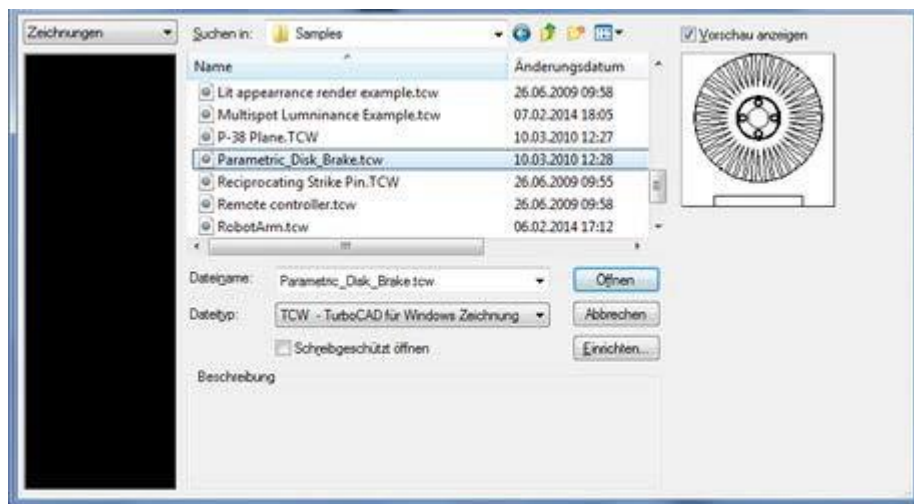 Zeichnungen
Suchen in: Samples
Vorschau anzeigen
Name Änderungsdatum
Lit appearrance render example.tcw 26.06.2009 09:58
Multispot Lumninance Example.tcw 07.02.2014 18:05
P-38 Plane.TCW 10.03.2010 12:27
Parametric_Disk_Brake.tcw 10.03.2010 12:28
Reciprocating Strike Pin.TCW 26.06.2009 09:55
Remote controller.tcw 26.06.2009 09:58
RobotArm.tcw 06.02.2014 17:12
Dateiname: Parametric_Disk_Brake.tcw Öffnen
Dateityp: TCW - TurboCAD für Windows Zeichnung Abbrechen
Schreibgeschützt öffnen Einrichten...
Beschreibung